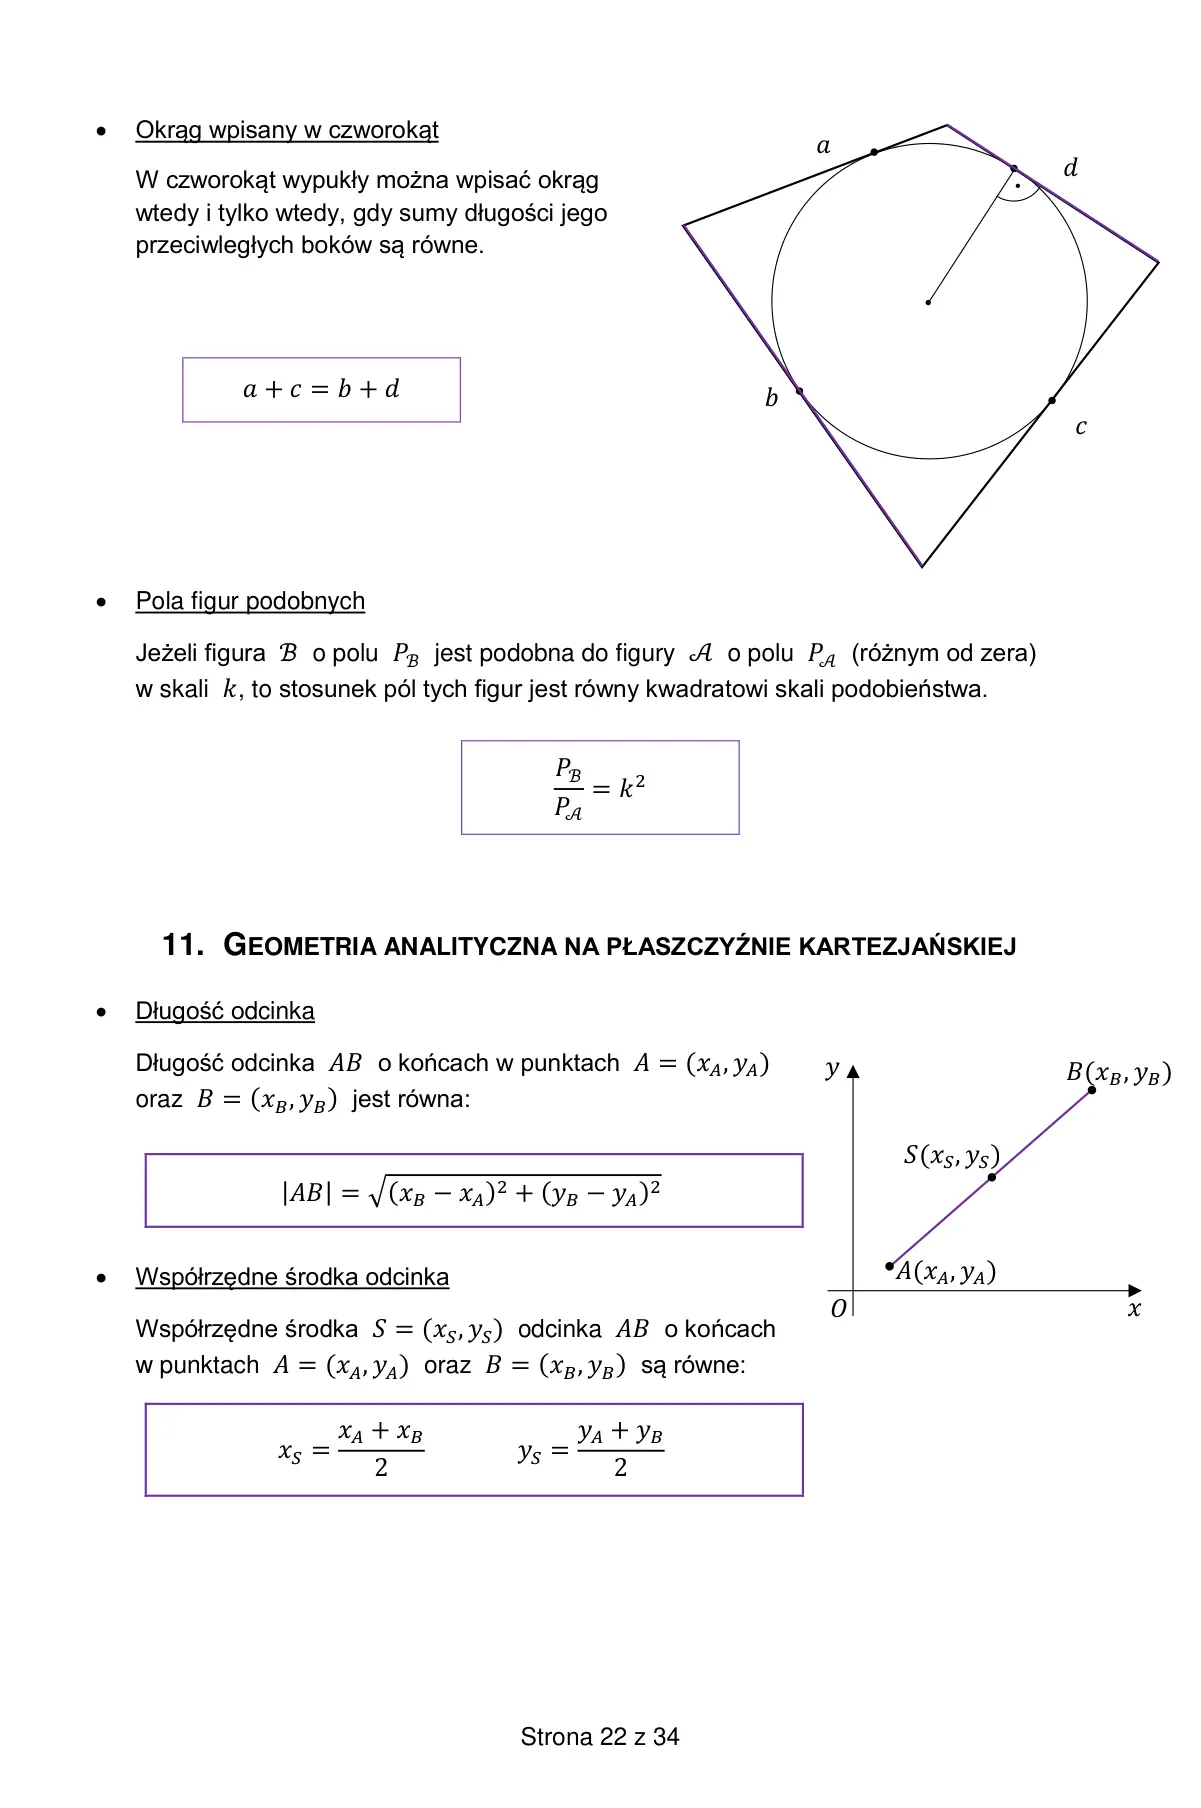 • Okrąg wpisany w czworokąt
W czworokąt wypukły można wpisać okrąg
wtedy i tylko wtedy, gdy sumy długości jego
przeciwległych boków są równe.
a + c = b + d
a
d
b
c
• Pola figur podobnych
Jeżeli figura ℬ o polu P_ℬ jest podobna do figury 𝒜 o polu P_𝒜 (różnym od zera)
w skali k, to stosunek pól tych figur jest równy kwadratowi skali podobieństwa.
P_ℬ / P_𝒜 = k²
11. GEOMETRIA ANALITYCZNA NA PŁASZCZYŹNIE KARTEZJAŃSKIEJ
• Długość odcinka
Długość odcinka AB o końcach w punktach A = (x_A, y_A)
oraz B = (x_B, y_B) jest równa:
|AB| = √((x_B − x_A)² + (y_B − y_A)²)
y
B(x_B, y_B)
S(x_S, y_S)
A(x_A, y_A)
O
x
• Współrzędne środka odcinka
Współrzędne środka S = (x_S, y_S) odcinka AB o końcach
w punktach A = (x_A, y_A) oraz B = (x_B, y_B) są równe:
x_S = (x_A + x_B) / 2 y_S = (y_A + y_B) / 2
Strona 22 z 34